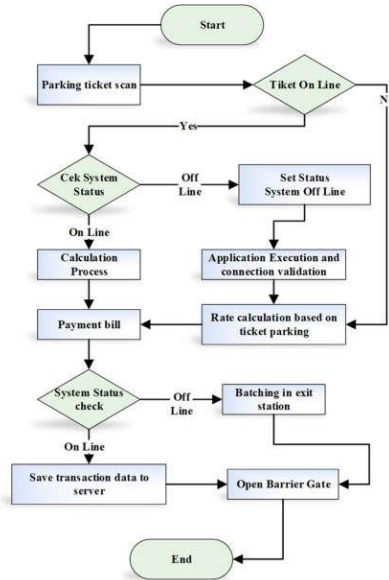 Start
Parking ticket scan
Tiket On Line
N
Yes
Cek System
Status
Off
Line
Set Status
System Off Line
On Line
Calculation
Process
Application Execution and
connection validation
Payment bill
Rate calculation based on
ticket parking
System Status
check
Off
Line
Batching in exit
station
On Line
Save transaction data to
server
Open Barrier Gate
End